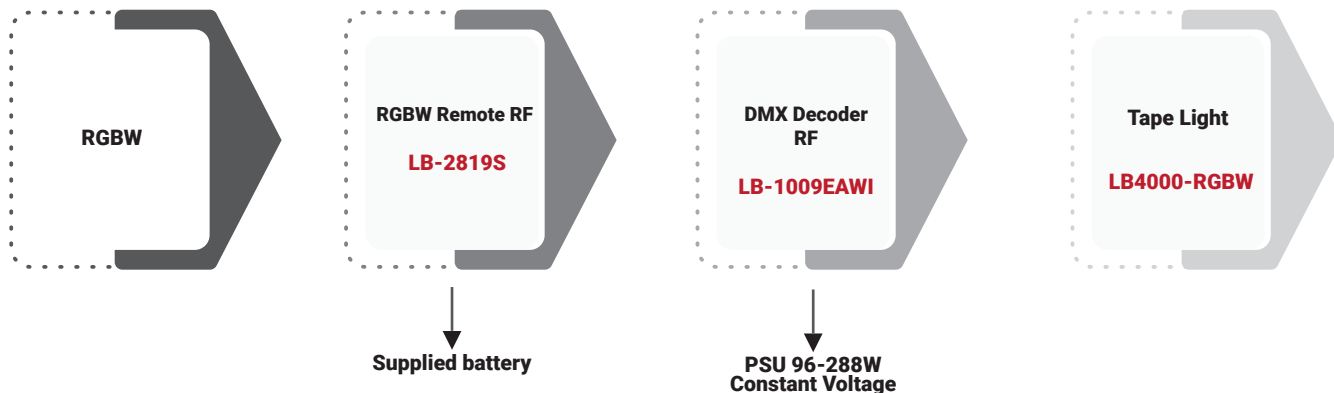 RGBW
RGBW Remote RF
LB-2819S
Supplied battery
DMX Decoder
RF
LB-1009EAWI
PSU 96-288W
Constant Voltage
Tape Light
LB4000-RGBW